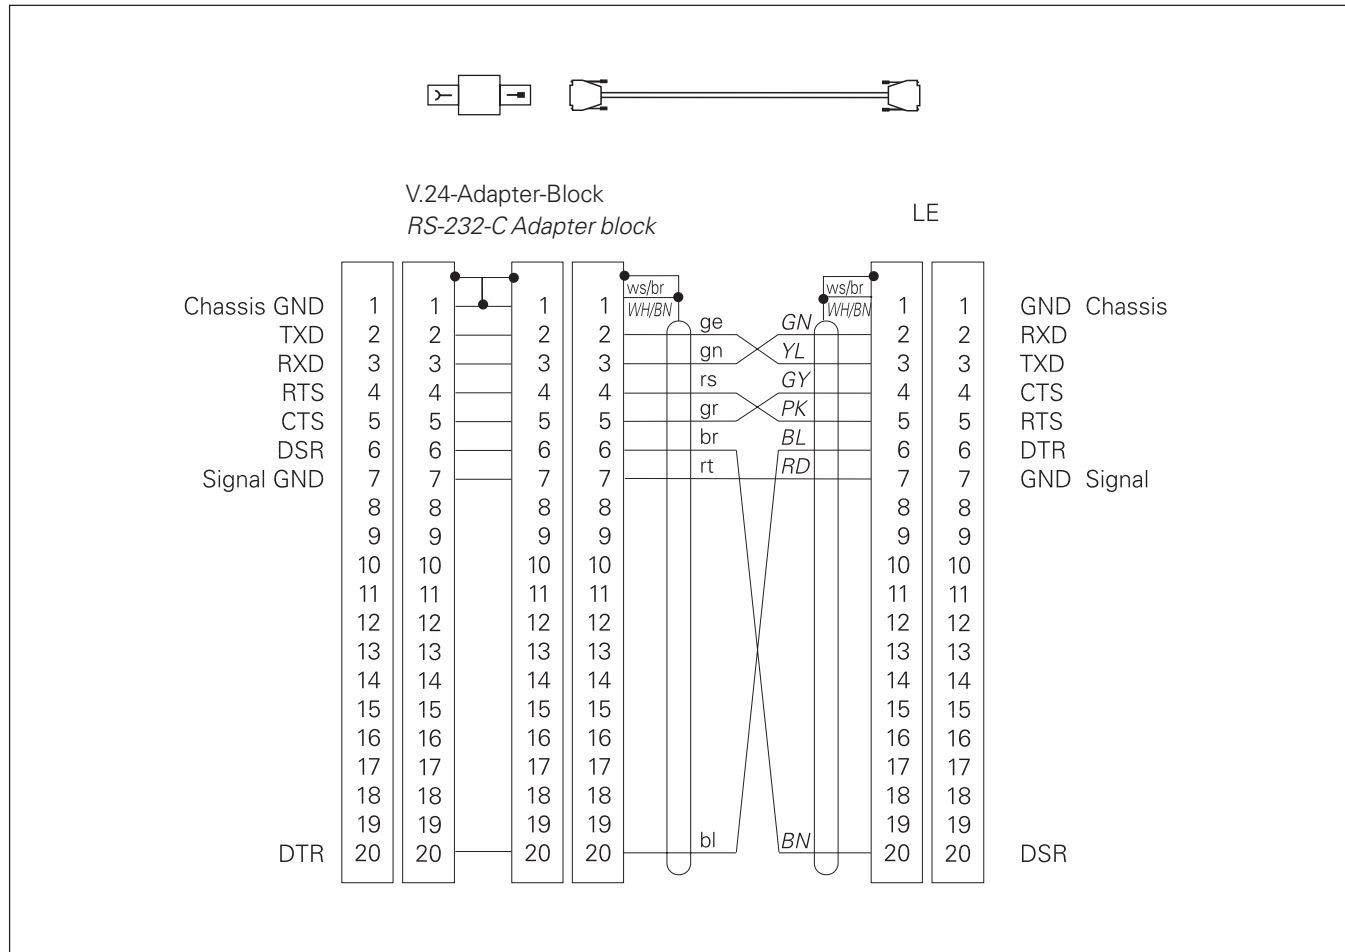 V.24-Adapter-Block
RS-232-C Adapter block
LE
ws/br ws/br
WH/BN WH/BN
Chassis GND 1 1 1 1 1 1 GND Chassis
ge GN
TXD 2 2 2 2 2 2 RXD
gn YL
RXD 3 3 3 3 3 3 TXD
rs GY
RTS 4 4 4 4 4 4 CTS
gr PK
CTS 5 5 5 5 5 5 RTS
br BL
DSR 6 6 6 6 6 6 DTR
rt RD
Signal GND 7 7 7 7 7 7 GND Signal
8 8 8 8 8 8
9 9 9 9 9 9
10 10 10 10 10 10
11 11 11 11 11 11
12 12 12 12 12 12
13 13 13 13 13 13
14 14 14 14 14 14
15 15 15 15 15 15
16 16 16 16 16 16
17 17 17 17 17 17
18 18 18 18 18 18
19 19 19 19 19 19
bl BN
DTR 20 20 20 20 20 20 DSR